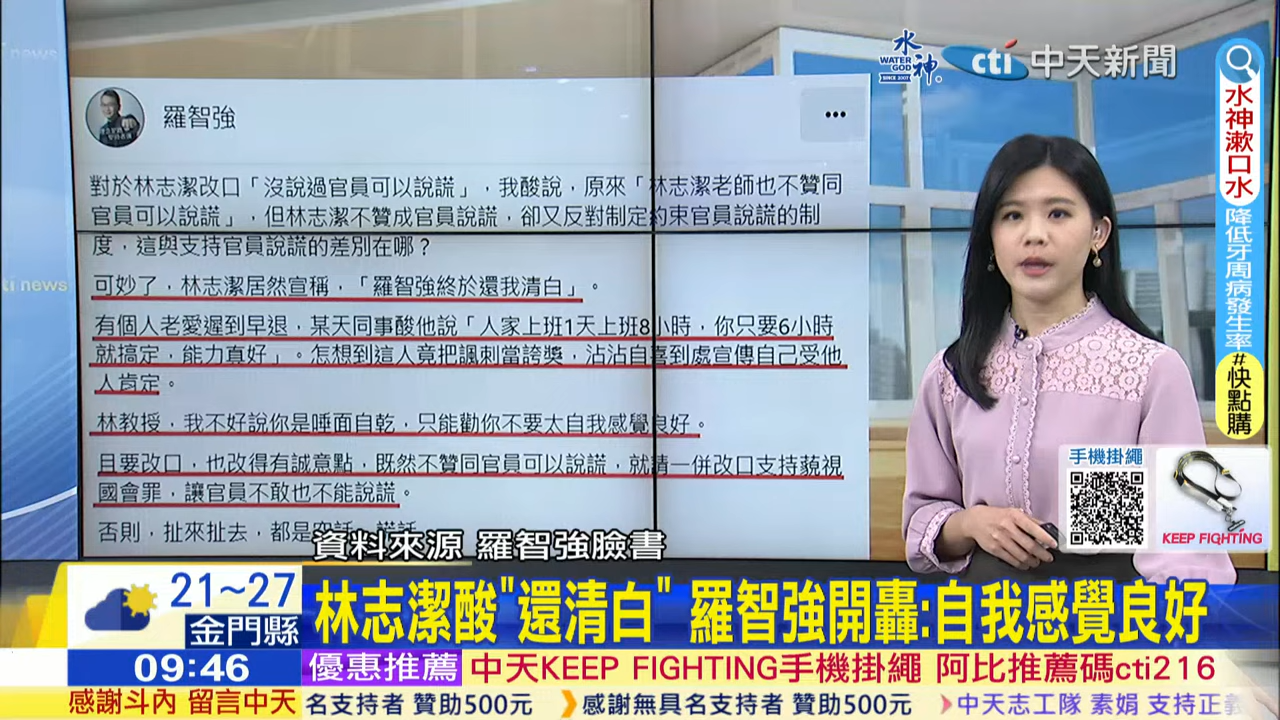 水神
WATER GOD
SINCE 2007
cti 中天新聞
羅智強
對於林志潔改口「沒說過官員可以說謊」，我酸說，原來「林志潔老師也不贊同
官員可以說謊」，但林志潔不贊成官員說謊，卻又反對制定約束官員說謊的制
度，這與支持官員說謊的差別在哪？
可妙了，林志潔居然宣稱，「羅智強終於還我清白」。
有個人老愛遲到早退，某天同事酸他說「人家上班1天上班8小時，你只要6小時
就搞定，能力真好」。怎想到這人竟把諷刺當誇獎，沾沾自喜到處宣傳自己受他
人肯定。
林教授，我不好說你是唾面自乾，只能勸你不要太自我感覺良好。
且要改口，也改得有誠意點，既然不贊同官員可以說謊，就請一併改口支持藐視
國會罪，讓官員不敢也不能說謊。
否則，扯來扯去，都是空話、謊話
資料來源 羅智強臉書
水神漱口水
降低牙周病發生率
#快點購
手機掛繩
KEEP FIGHTING
21~27
金門縣
09:46
林志潔酸"還清白" 羅智強開轟:自我感覺良好
優惠推薦 中天KEEP FIGHTING手機掛繩 阿比推薦碼cti216
感謝斗內 留言中天 名支持者 贊助500元 感謝無具名支持者 贊助500元 中天志工隊 素娟 支持正義